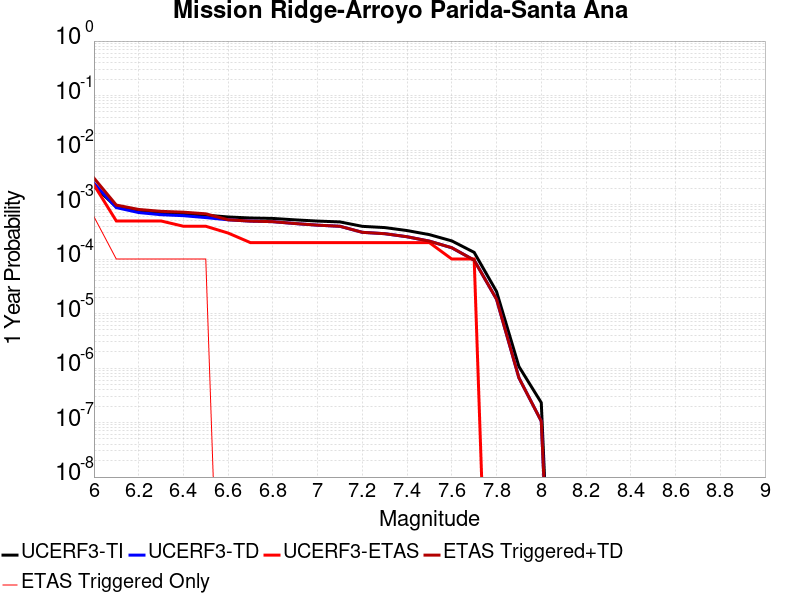 Mission Ridge-Arroyo Parida-Santa Ana
10 0
10 -1
10 -2
10 -3
10 -4
10 -5
10 -6
10 -7
10 -8
1 Year Probability
6 6.2 6.4 6.6 6.8 7 7.2 7.4 7.6 7.8 8 8.2 8.4 8.6 8.8 9
Magnitude
UCERF3-TI UCERF3-TD UCERF3-ETAS ETAS Triggered+TD
ETAS Triggered Only